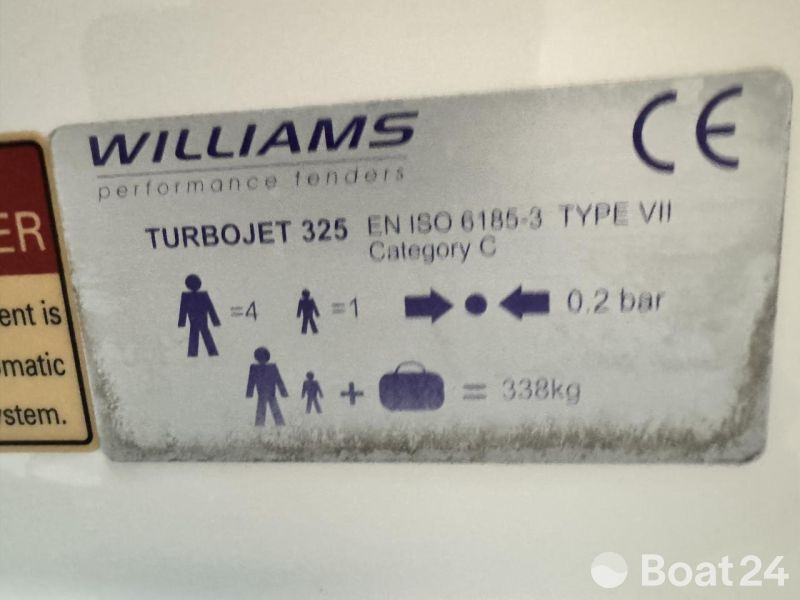 WILLIAMS
performance tenders
CE
TURBOJET 325 EN ISO 6185-3 TYPE VII
Category C
=4 =1 0.2 bar
+ = 338kg
ER
ent is
omatic
ystem.
Boat24